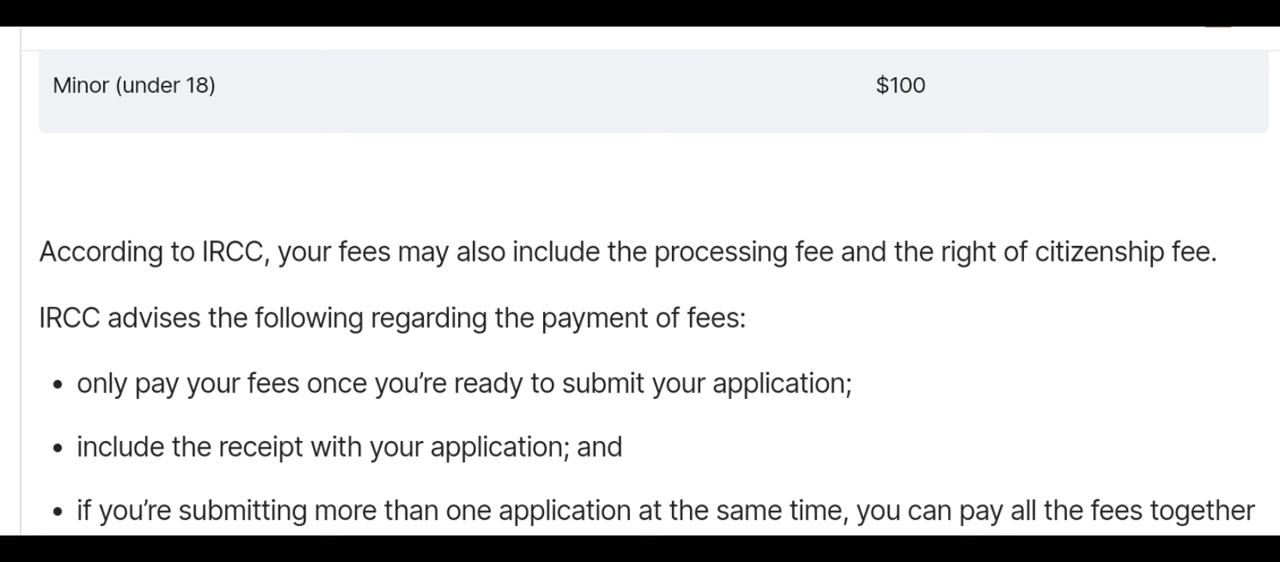 Minor (under 18) $100
According to IRCC, your fees may also include the processing fee and the right of citizenship fee.
IRCC advises the following regarding the payment of fees:
• only pay your fees once you’re ready to submit your application;
• include the receipt with your application; and
• if you’re submitting more than one application at the same time, you can pay all the fees together